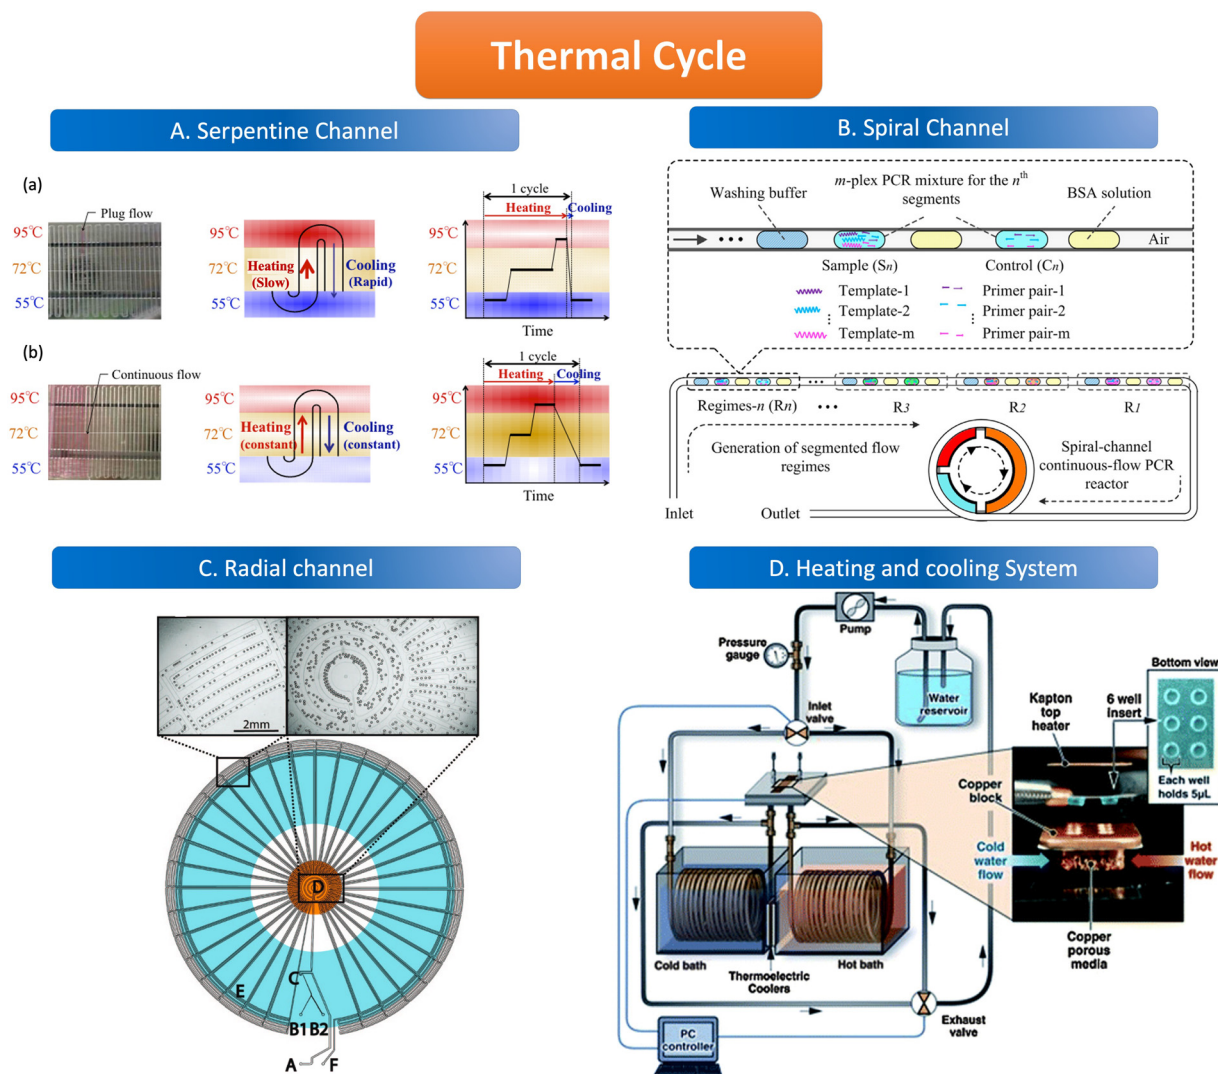 Thermal Cycle
A. Serpentine Channel
(a)
Plug flow
95℃
72℃
55℃
Heating
(Slow)
Cooling
(Rapid)
1 cycle
Heating
Cooling
95℃
72℃
55℃
Time
(b)
Continuous flow
95℃
72℃
55℃
Heating
(constant)
Cooling
(constant)
1 cycle
Heating
Cooling
95℃
72℃
55℃
Time
B. Spiral Channel
Washing buffer
m-plex PCR mixture for the nth
segments
BSA solution
Air
Sample (Sn)
Control (Cn)
Template-1
Primer pair-1
Template-2
Primer pair-2
Template-m
Primer pair-m
Regimes-n (Rn)
R3
R2
R1
Generation of segmented flow
regimes
Spiral-channel
continuous-flow PCR
reactor
Inlet
Outlet
C. Radial channel
2mm
D
C
E
B1 B2
A
F
D. Heating and cooling System
Pump
Pressure
gauge
Water
reservoir
Inlet
valve
Bottom view
Kapton
top
heater
6 well
Insert
Each well
holds 5µL
Copper
block
Cold
water
flow
Hot
water
flow
Copper
porous
media
Cold bath
Hot bath
Thermoelectric
Coolers
Exhaust
valve
PC
controller